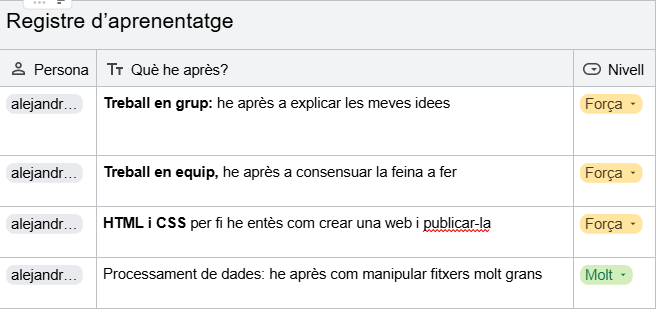 Registre d’aprenentatge
Persona Què he après? Nivell
alejandr... Treball en grup: he après a explicar les meves idees Força
alejandr... Treball en equip, he après a consensuar la feina a fer Força
alejandr... HTML i CSS per fi he entès com crear una web i publicar-la Força
alejandr... Processament de dades: he après com manipular fitxers molt grans Molt